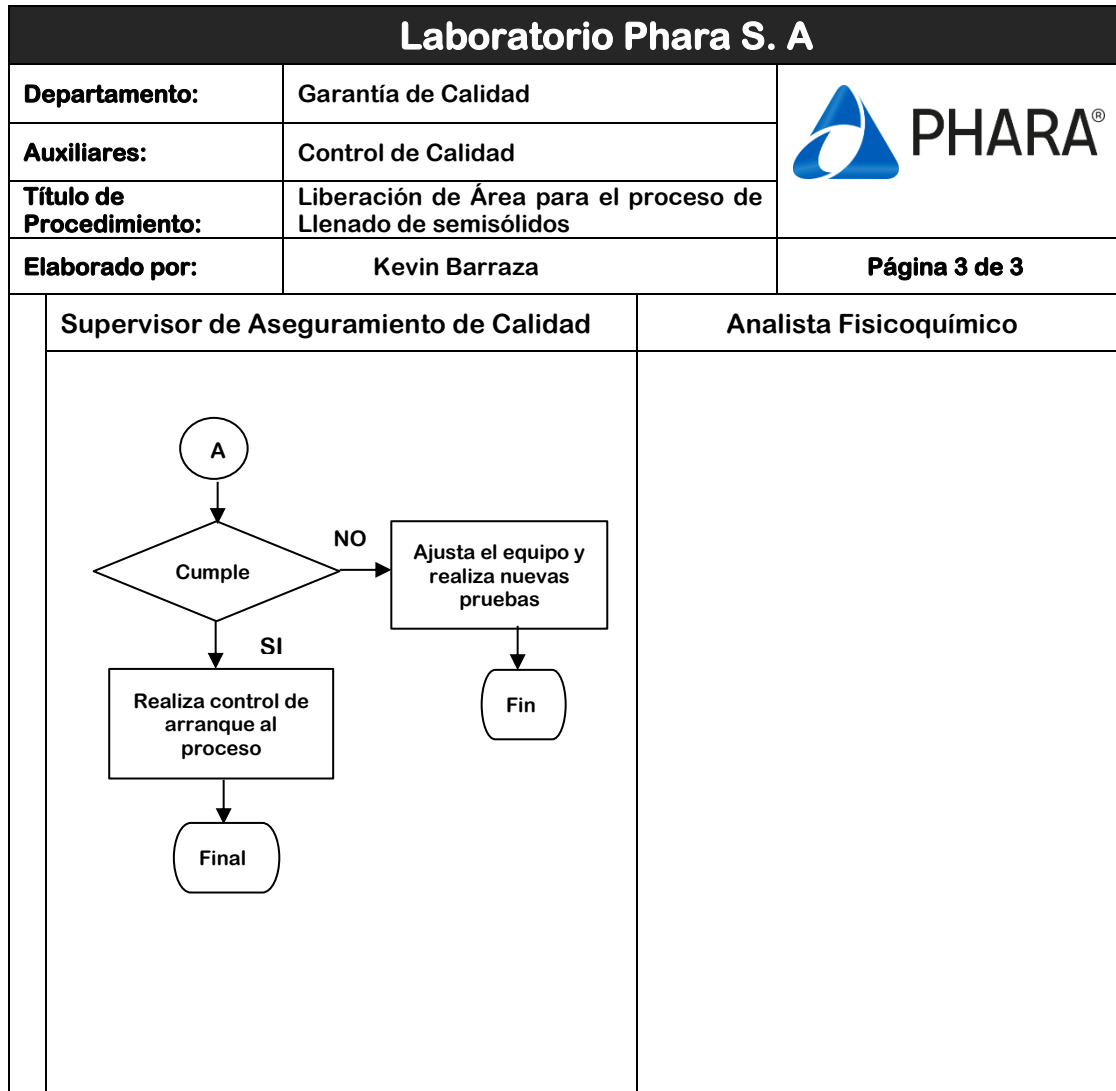 Laboratorio Phara S. A
Departamento:
Garantía de Calidad
PHARA®
Auxiliares:
Control de Calidad
Título de
Procedimiento:
Liberación de Área para el proceso de
Llenado de semisólidos
Elaborado por:
Kevin Barraza
Página 3 de 3
Supervisor de Aseguramiento de Calidad
Analista Fisicoquímico
A
Cumple
NO
Ajusta el equipo y
realiza nuevas
pruebas
SI
Realiza control de
arranque al
proceso
Fin
Final